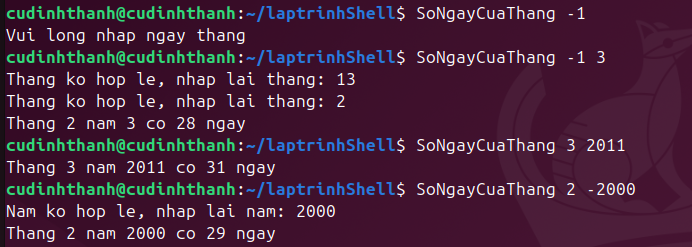 cudinhthanh@cudinhthanh:~/laptrinhShell$ SoNgayCuaThang -1
Vui long nhap ngay thang
cudinhthanh@cudinhthanh:~/laptrinhShell$ SoNgayCuaThang -1 3
Thang ko hop le, nhap lai thang: 13
Thang ko hop le, nhap lai thang: 2
Thang 2 nam 3 co 28 ngay
cudinhthanh@cudinhthanh:~/laptrinhShell$ SoNgayCuaThang 3 2011
Thang 3 nam 2011 co 31 ngay
cudinhthanh@cudinhthanh:~/laptrinhShell$ SoNgayCuaThang 2 -2000
Nam ko hop le, nhap lai nam: 2000
Thang 2 nam 2000 co 29 ngay